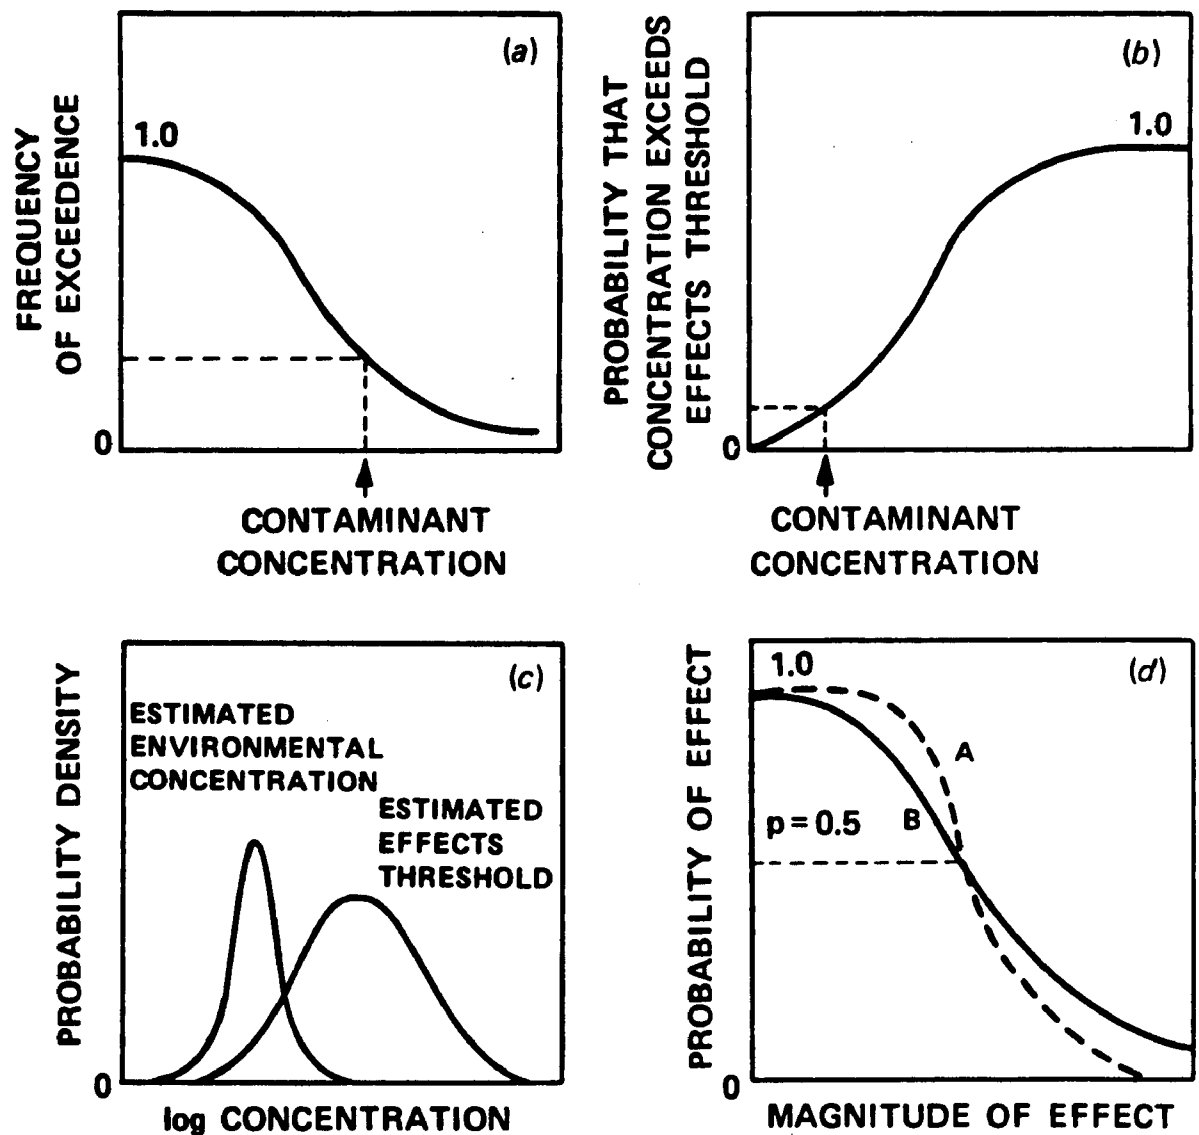 (a)
FREQUENCY
OF EXCEEDENCE
1.0
0
CONTAMINANT
CONCENTRATION
(b)
PROBABILITY THAT
CONCENTRATION EXCEEDS
EFFECTS THRESHOLD
1.0
0
CONTAMINANT
CONCENTRATION
(c)
PROBABILITY DENSITY
ESTIMATED
ENVIRONMENTAL
CONCENTRATION
ESTIMATED
EFFECTS
THRESHOLD
0
log CONCENTRATION
(d)
PROBABILITY OF EFFECT
1.0
A
p = 0.5
B
0
MAGNITUDE OF EFFECT